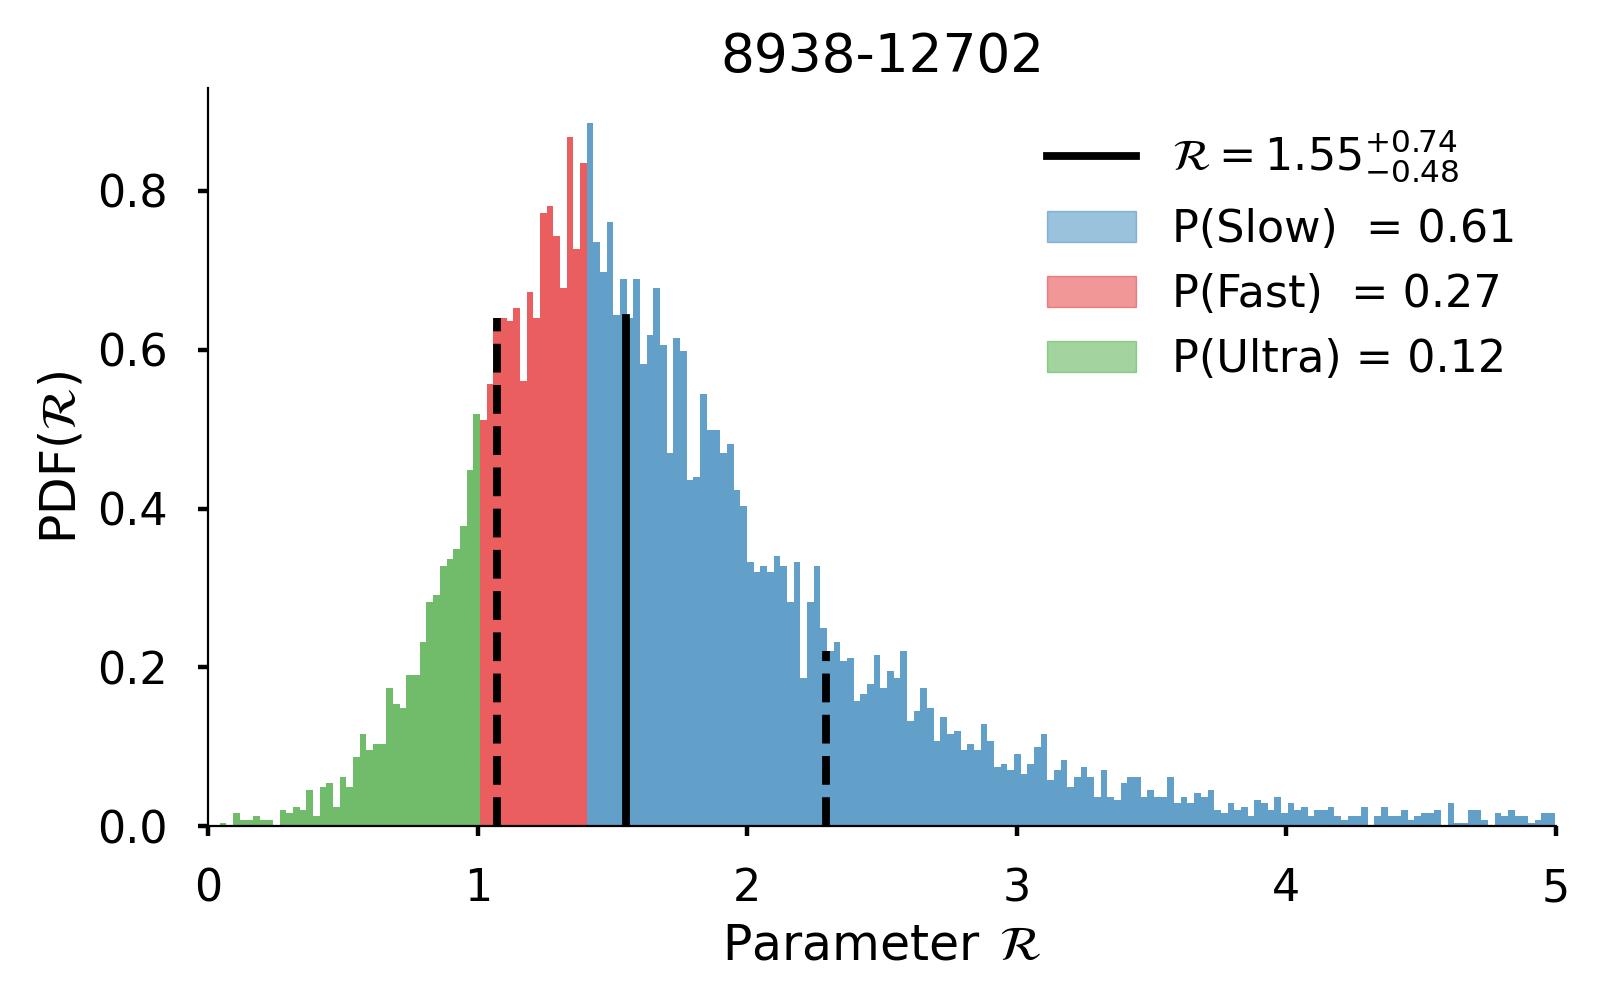 8938-12702
ℛ = 1.55 +0.74 −0.48
P(Slow) = 0.61
P(Fast) = 0.27
P(Ultra) = 0.12
PDF(ℛ)
0.8
0.6
0.4
0.2
0.0
0 1 2 3 4 5
Parameter ℛ